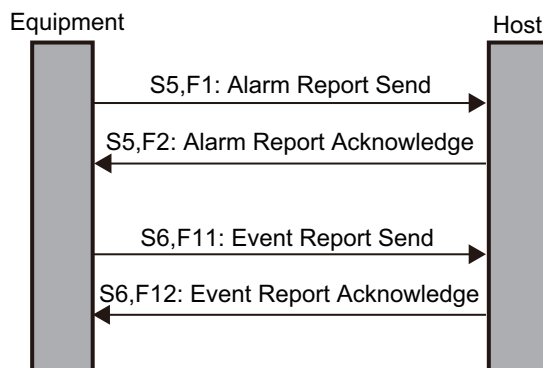 Equipment
Host
S5,F1: Alarm Report Send
S5,F2: Alarm Report Acknowledge
S6,F11: Event Report Send
S6,F12: Event Report Acknowledge